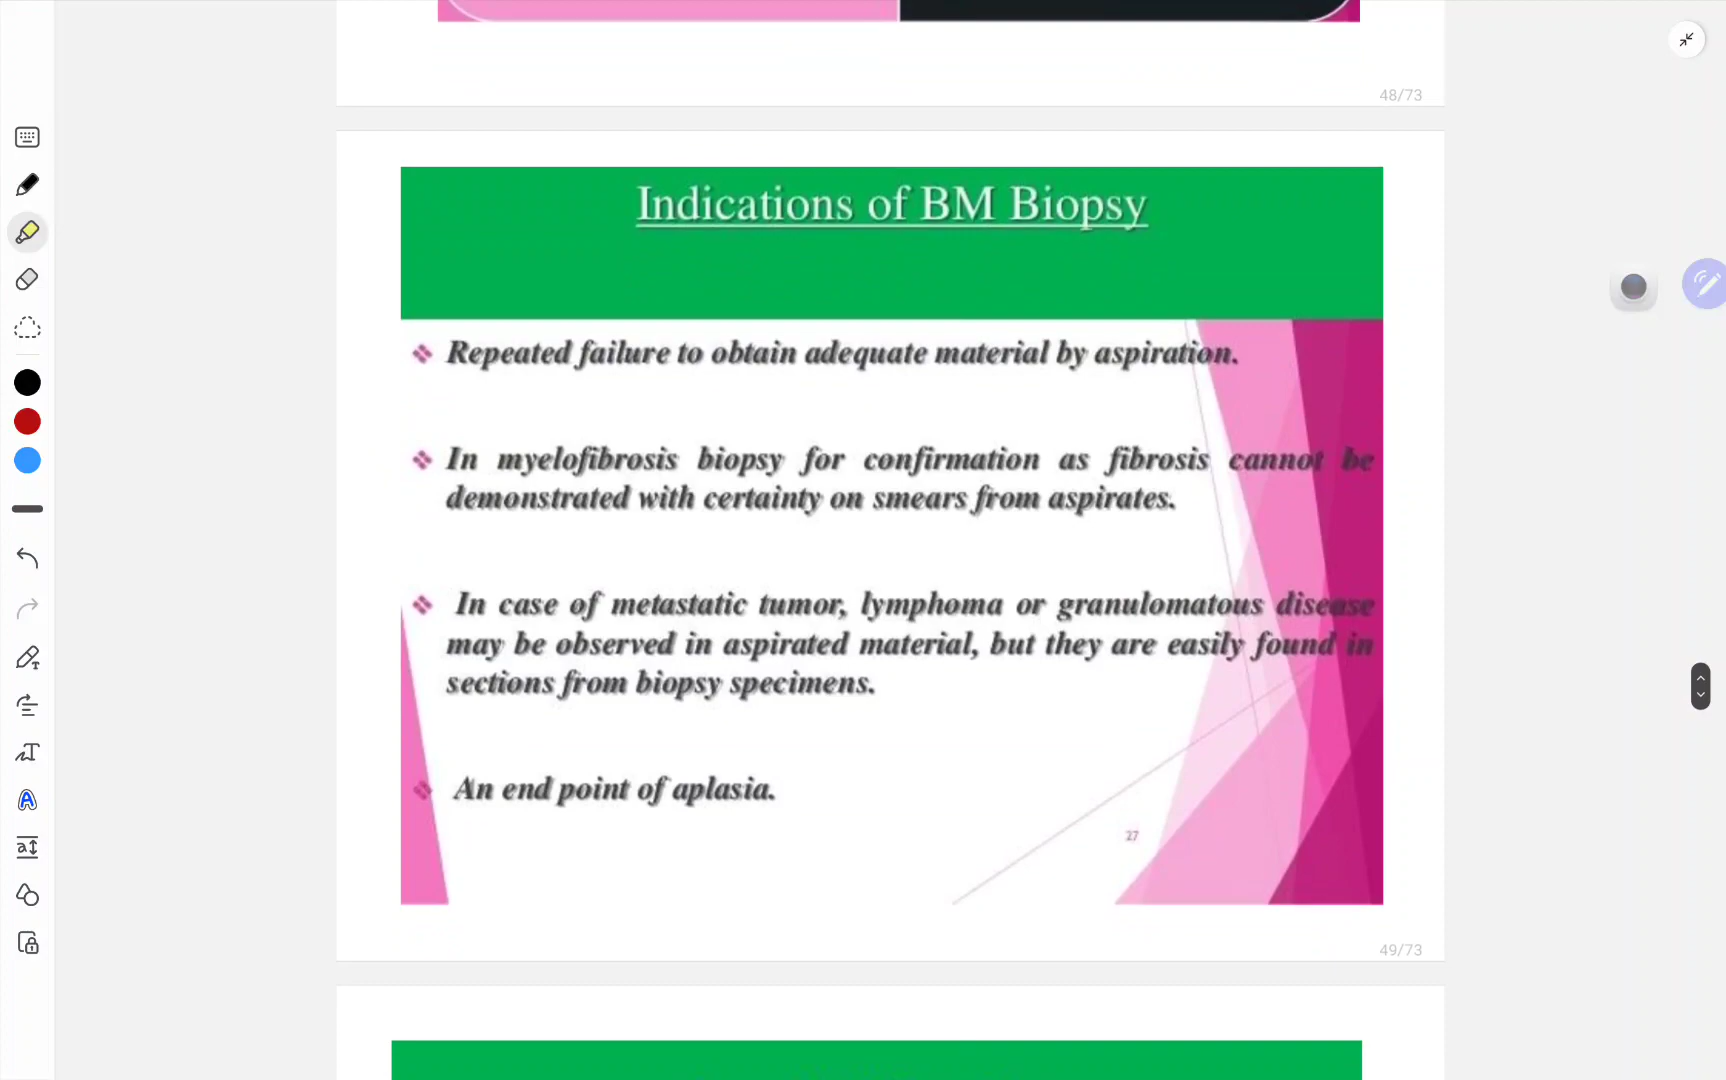 48/73
Indications of BM Biopsy
Repeated failure to obtain adequate material by aspiration.
In myelofibrosis biopsy for confirmation as fibrosis cannot be
demonstrated with certainty on smears from aspirates.
In case of metastatic tumor, lymphoma or granulomatous disease
may be observed in aspirated material, but they are easily found in
sections from biopsy specimens.
An end point of aplasia.
27
49/73